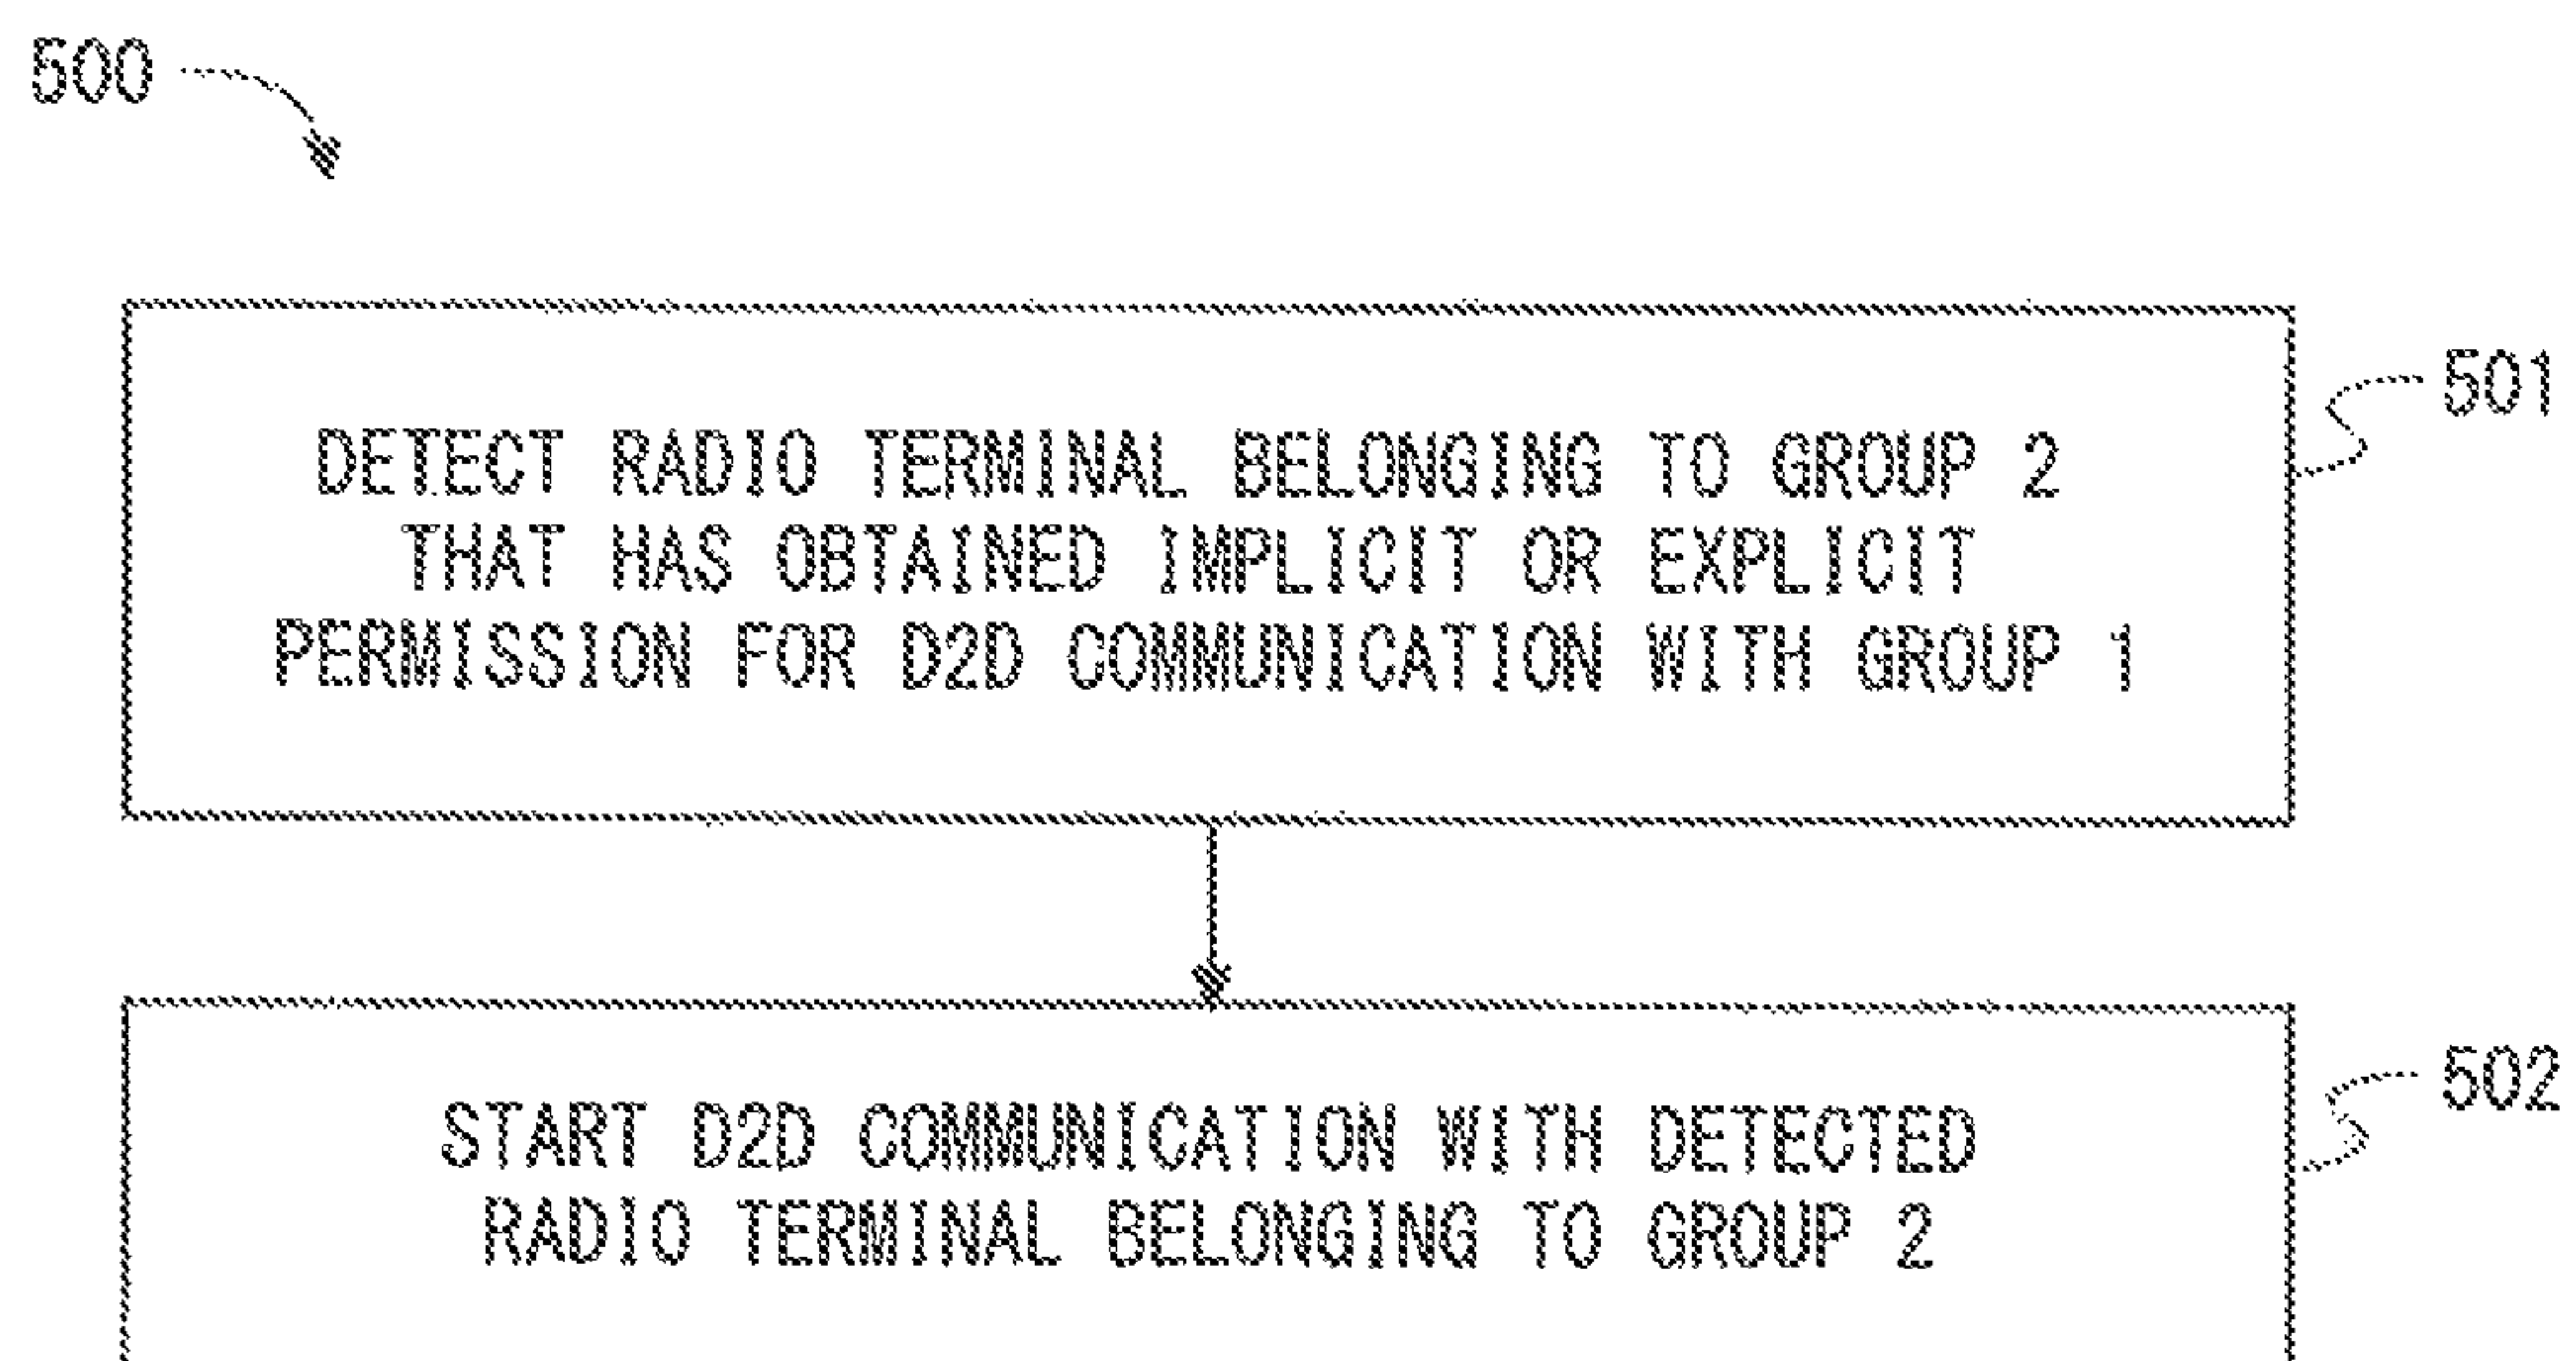 500
501
DETECT RADIO TERMINAL BELONGING TO GROUP 2
THAT HAS OBTAINED IMPLICIT OR EXPLICIT
PERMISSION FOR D2D COMMUNICATION WITH GROUP 1
502
START D2D COMMUNICATION WITH DETECTED
RADIO TERMINAL BELONGING TO GROUP 2